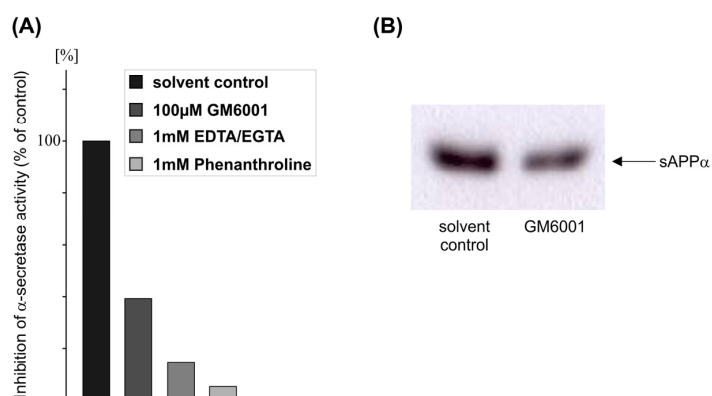 (A)
[%]
Inhibition of α-secretase activity (% of control)
100
solvent control
100µM GM6001
1mM EDTA/EGTA
1mM Phenanthroline
(B)
sAPPα
solvent
control
GM6001